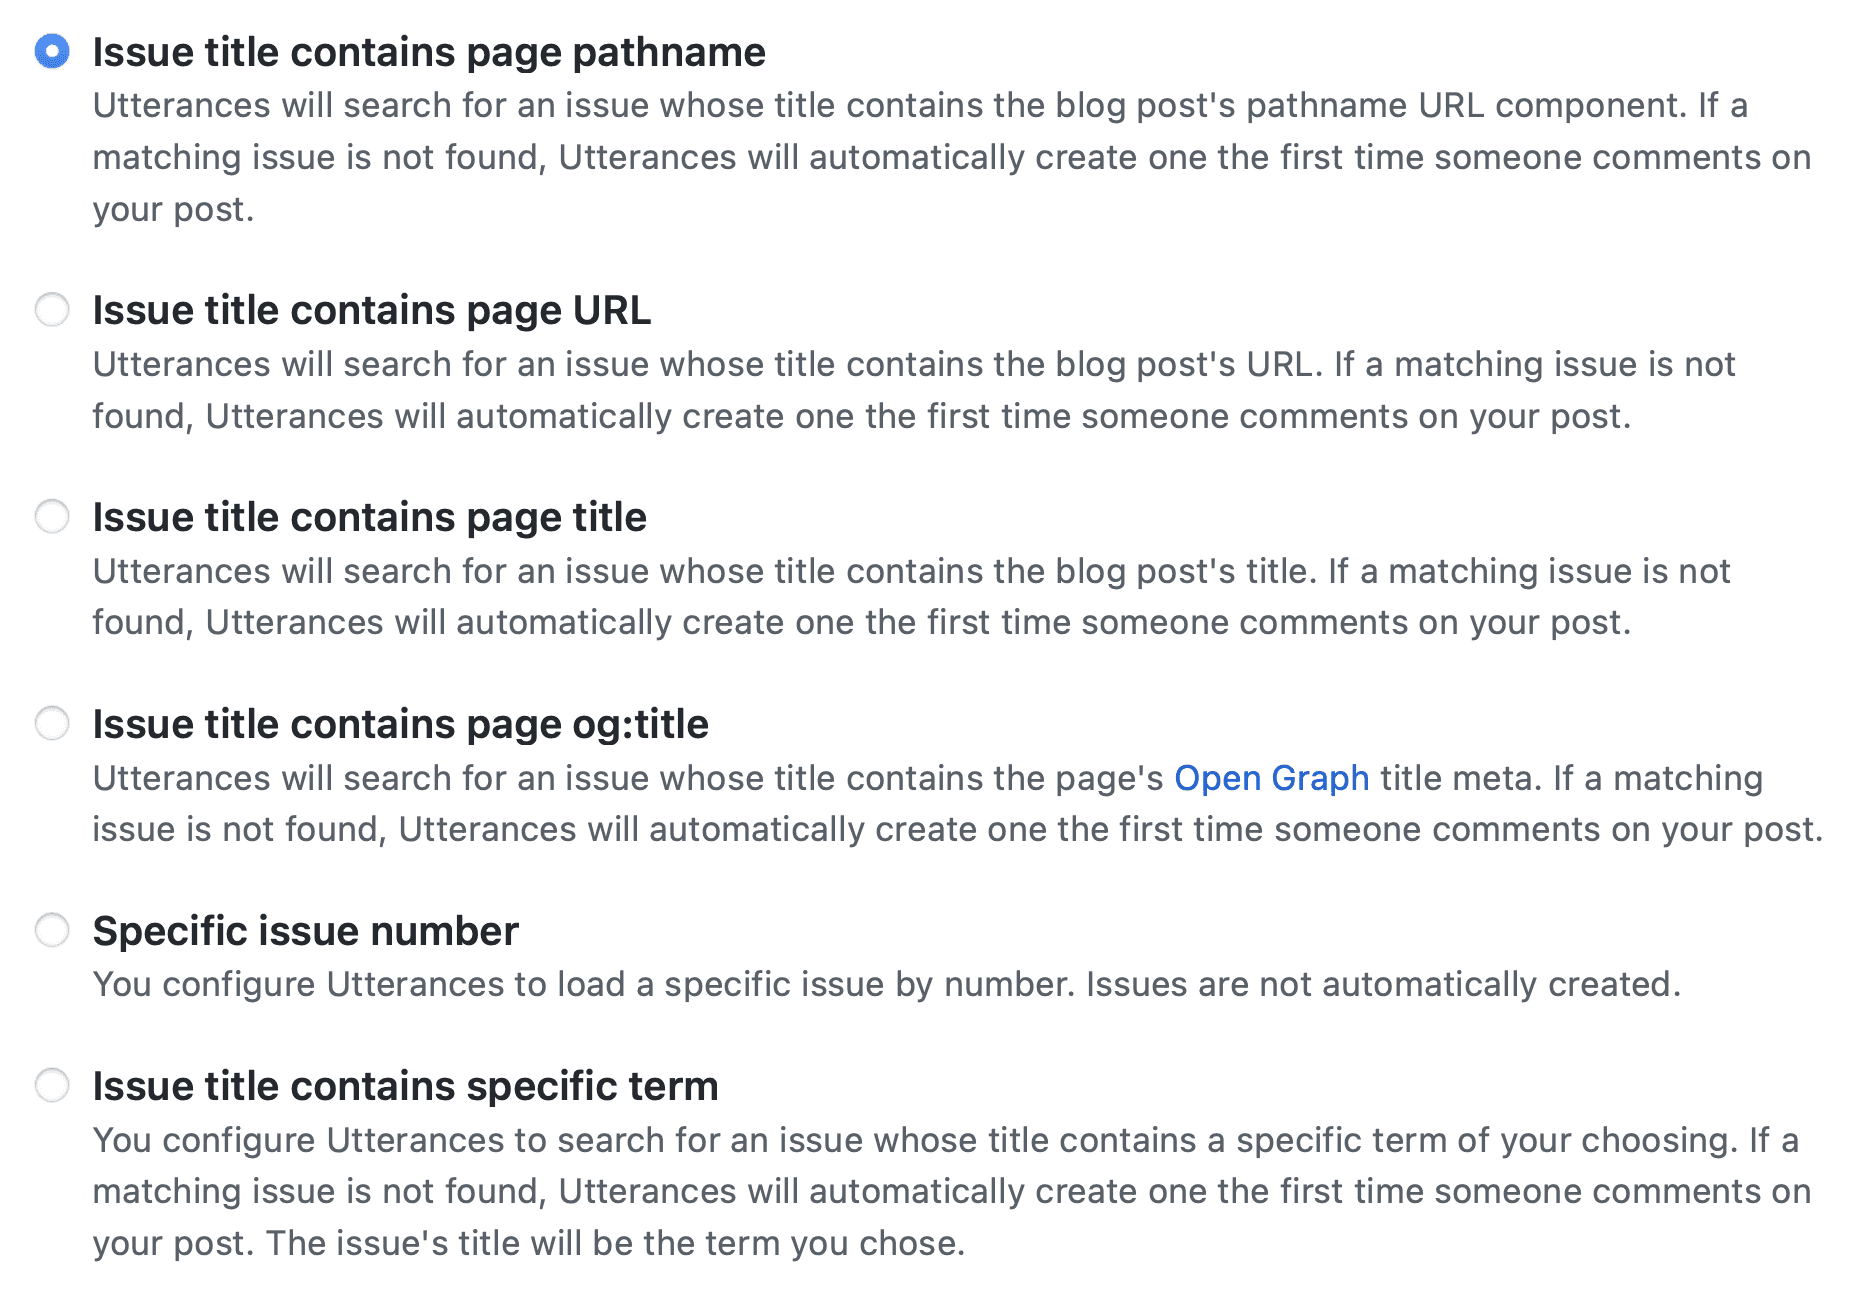 Issue title contains page pathname
Utterances will search for an issue whose title contains the blog post's pathname URL component. If a
matching issue is not found, Utterances will automatically create one the first time someone comments on
your post.
Issue title contains page URL
Utterances will search for an issue whose title contains the blog post's URL. If a matching issue is not
found, Utterances will automatically create one the first time someone comments on your post.
Issue title contains page title
Utterances will search for an issue whose title contains the blog post's title. If a matching issue is not
found, Utterances will automatically create one the first time someone comments on your post.
Issue title contains page og:title
Utterances will search for an issue whose title contains the page's Open Graph title meta. If a matching
issue is not found, Utterances will automatically create one the first time someone comments on your post.
Specific issue number
You configure Utterances to load a specific issue by number. Issues are not automatically created.
Issue title contains specific term
You configure Utterances to search for an issue whose title contains a specific term of your choosing. If a
matching issue is not found, Utterances will automatically create one the first time someone comments on
your post. The issue's title will be the term you chose.